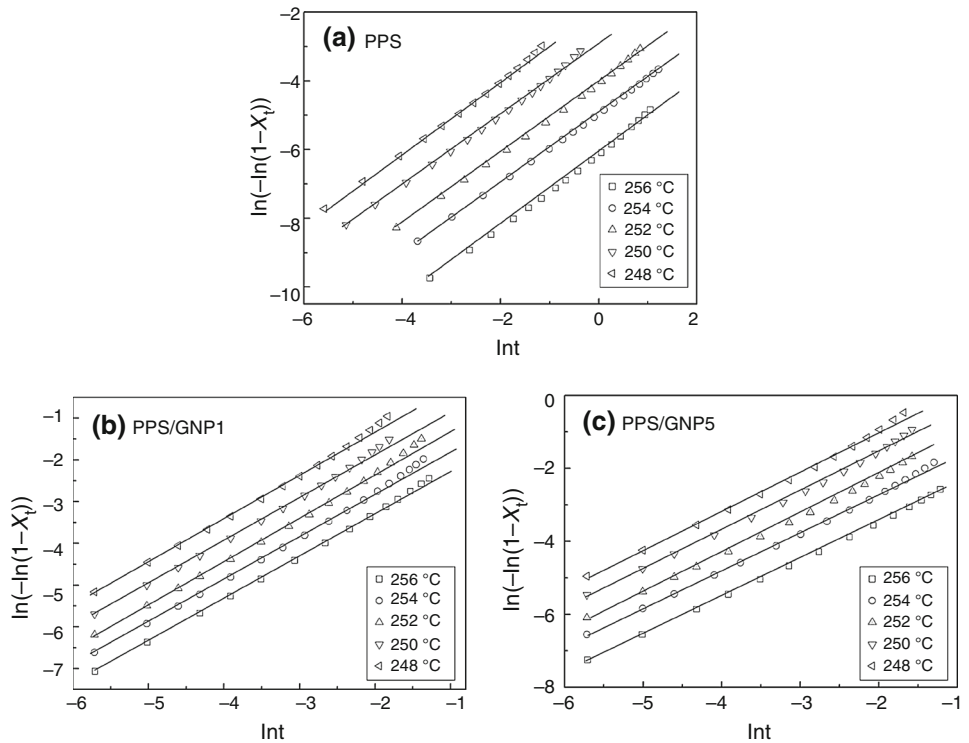 (a) PPS
ln(−ln(1−Xt))
−2
−4
−6
−8
−10
256 °C
254 °C
252 °C
250 °C
248 °C
−6 −4 −2 0 2
Int
(b) PPS/GNP1
ln(−ln(1−Xt))
−1
−2
−3
−4
−5
−6
−7
256 °C
254 °C
252 °C
250 °C
248 °C
−6 −5 −4 −3 −2 −1
Int
(c) PPS/GNP5
ln(−ln(1−Xt))
0
−2
−4
−6
−8
256 °C
254 °C
252 °C
250 °C
248 °C
−6 −5 −4 −3 −2 −1
Int